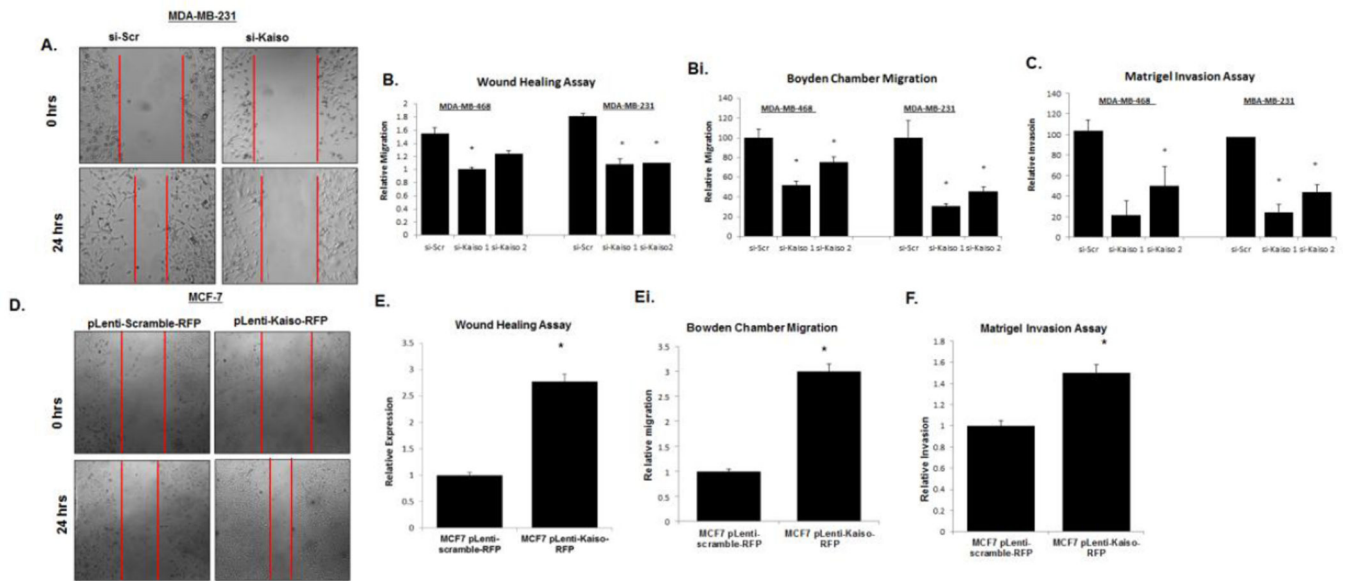 MDA-MB-231
A.
si-Scr
si-Kaiso
0 hrs
24 hrs
B.
Wound Healing Assay
MDA-MB-468
MDA-MB-231
Relative Migration
2
1.8
1.6
1.4
1.2
1
0.8
0.6
0.4
0.2
0
*
*
*
si-Scr
si-Kaiso 1
si-Kaiso 2
si-Scr
si-Kaiso 1
si-Kaiso2
Bi.
Boyden Chamber Migration
MDA-MB-468
MDA-MB-231
Relative Migration
140
120
100
80
60
40
20
0
*
*
*
*
si-Scr
si-Kaiso 1
si-Kaiso 2
si-Scr
si-Kaiso 1
si-Kaiso 2
C.
Matrigel Invasion Assay
MDA-MB-468
MBA-MB-231
Relative Invasoin
140
120
100
80
60
40
20
0
*
*
*
si-Scr
si-Kaiso 1
si-Kaiso 2
si-Scr
si-Kaiso 1
si-Kaiso 2
D.
MCF-7
pLenti-Scramble-RFP
pLenti-Kaiso-RFP
0 hrs
24 hrs
E.
Wound Healing Assay
Relative Expression
3.5
3
2.5
2
1.5
1
0.5
0
*
MCF7 pLenti-
scramble-RFP
MCF7 pLenti-Kaiso-
RFP
Ei.
Bowden Chamber Migration
Relative migration
3.5
3
2.5
2
1.5
1
0.5
0
*
MCF7 pLenti-
scramble-RFP
MCF7 pLenti-Kaiso-
RFP
F.
Matrigel Invasion Assay
Relative Invasion
1.8
1.6
1.4
1.2
1
0.8
0.6
0.4
0.2
0
*
MCF7 pLenti-
scramble-RFP
MCF7 pLenti-Kaiso-
RFP